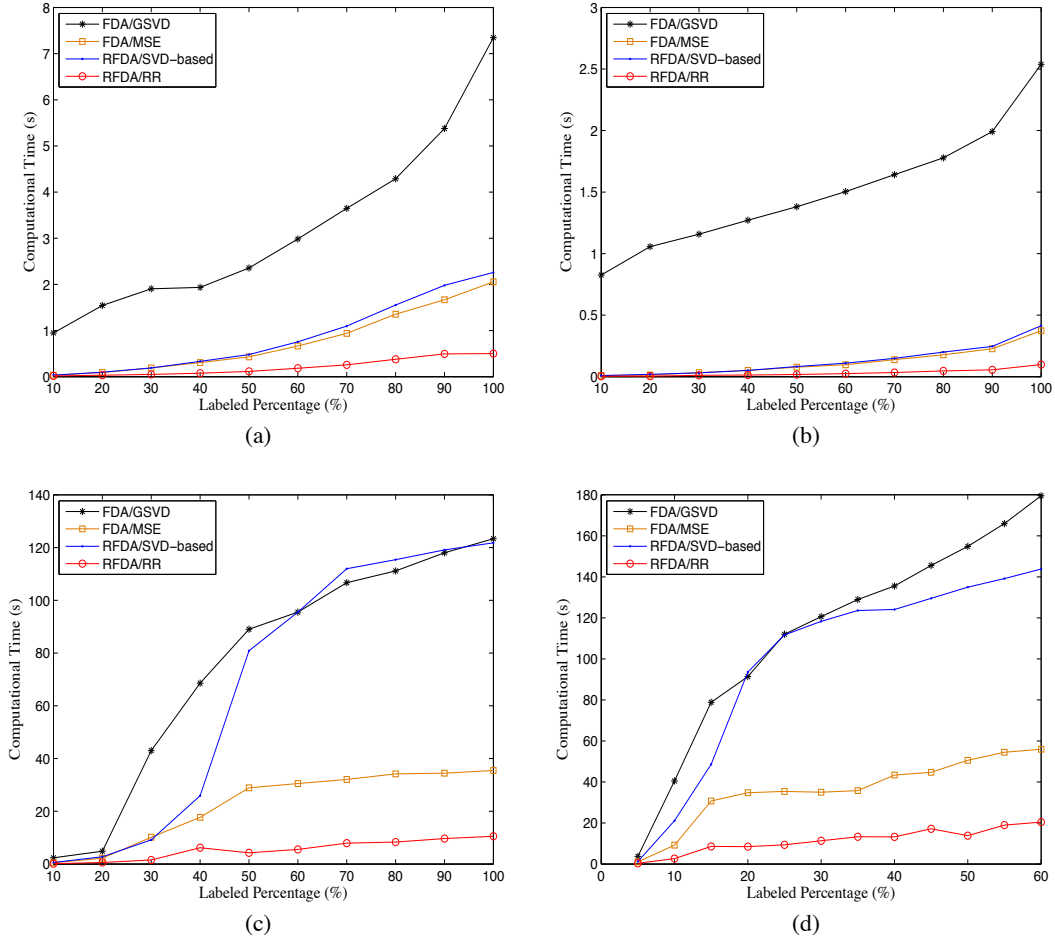 8
7
6
5
4
3
2
1
0
Computational Time (s)
FDA/GSVD
FDA/MSE
RFDA/SVD-based
RFDA/RR
10 20 30 40 50 60 70 80 90 100
Labeled Percentage (%)
(a)
3
2.5
2
1.5
1
0.5
0
Computational Time (s)
FDA/GSVD
FDA/MSE
RFDA/SVD-based
RFDA/RR
10 20 30 40 50 60 70 80 90 100
Labeled Percentage (%)
(b)
140
120
100
80
60
40
20
0
Computational Time (s)
FDA/GSVD
FDA/MSE
RFDA/SVD-based
RFDA/RR
10 20 30 40 50 60 70 80 90 100
Labeled Percentage (%)
(c)
180
160
140
120
100
80
60
40
20
0
Computational Time (s)
FDA/GSVD
FDA/MSE
RFDA/SVD-based
RFDA/RR
0 10 20 30 40 50 60
Labeled Percentage (%)
(d)